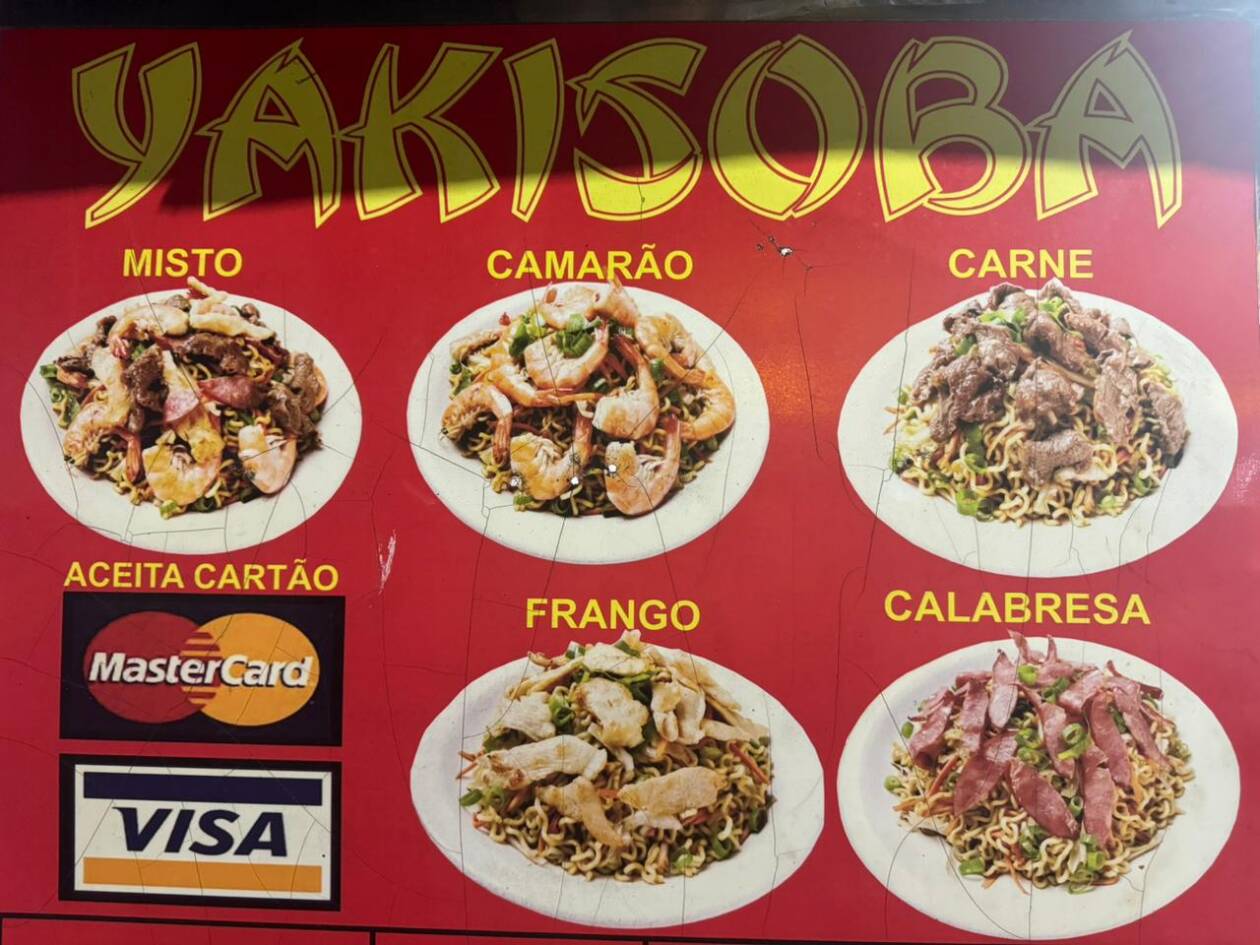 YAKISOBA
MISTO
CAMARÃO
CARNE
ACEITA CARTÃO
MasterCard
VISA
FRANGO
CALABRESA